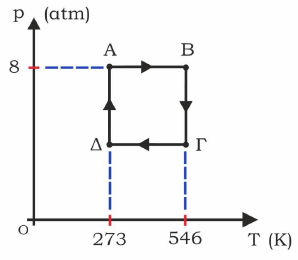 p (atm)
A B
8
Δ Γ
O
273 546 T (K)